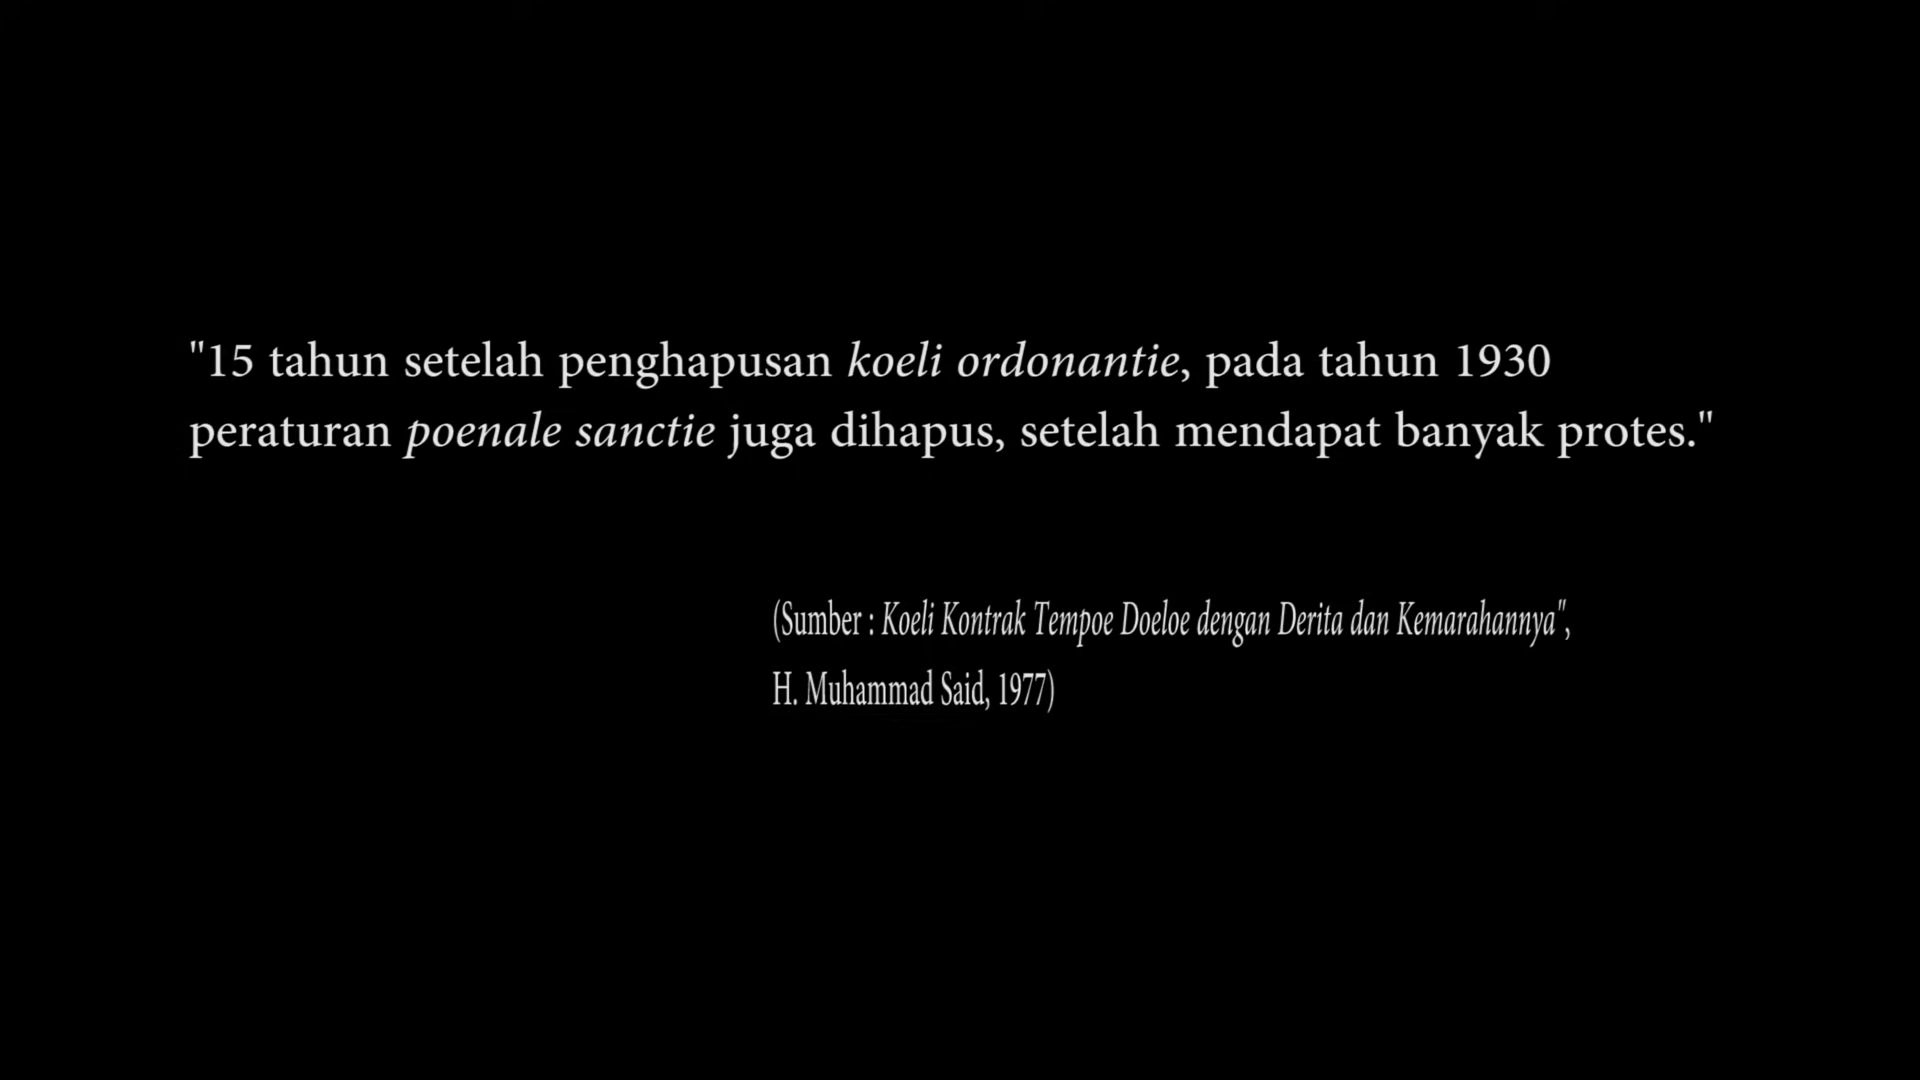 "15 tahun setelah penghapusan koeli ordonantie, pada tahun 1930
peraturan poenale sanctie juga dihapus, setelah mendapat banyak protes."
(Sumber : Koeli Kontrak Tempoe Doeloe dengan Derita dan Kemarahannya",
H. Muhammad Said, 1977)